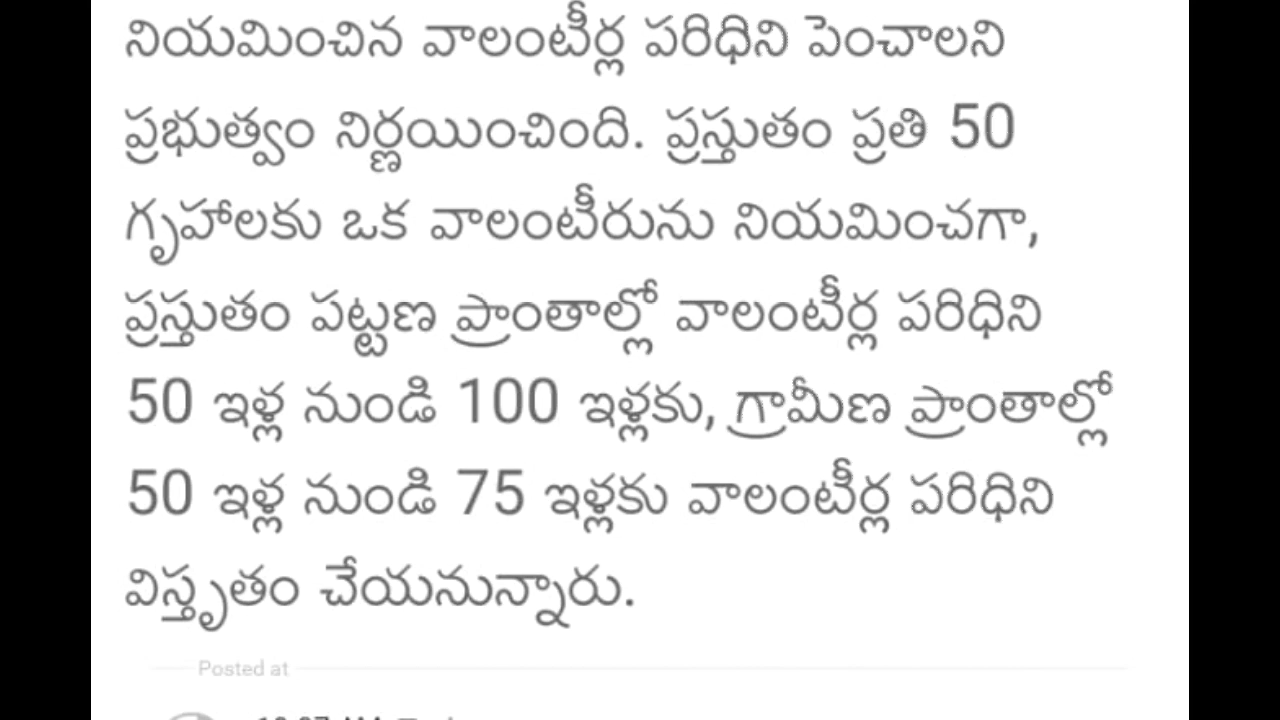 నియమించిన వాలంటీర్ల పరిధిని పెంచాలని
ప్రభుత్వం నిర్ణయించింది. ప్రస్తుతం ప్రతి 50
గృహాలకు ఒక వాలంటీరును నియమించగా,
ప్రస్తుతం పట్టణ ప్రాంతాల్లో వాలంటీర్ల పరిధిని
50 ఇళ్ల నుండి 100 ఇళ్లకు, గ్రామీణ ప్రాంతాల్లో
50 ఇళ్ల నుండి 75 ఇళ్లకు వాలంటీర్ల పరిధిని
విస్తృతం చేయనున్నారు.
Posted at